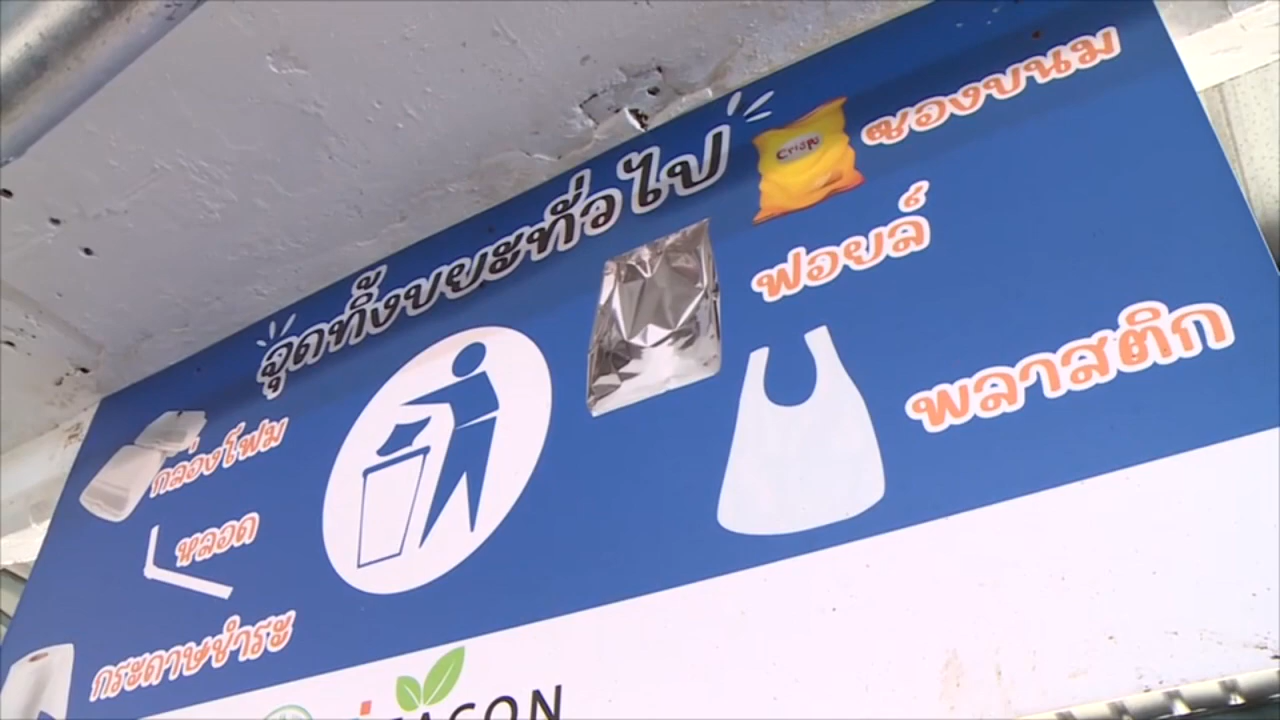 จุดทิ้งขยะทั่วไป
Crisps
ซองขนม
ฟอยล์
พลาสติก
กล่องโฟม
หลอด
กระดาษชำระ